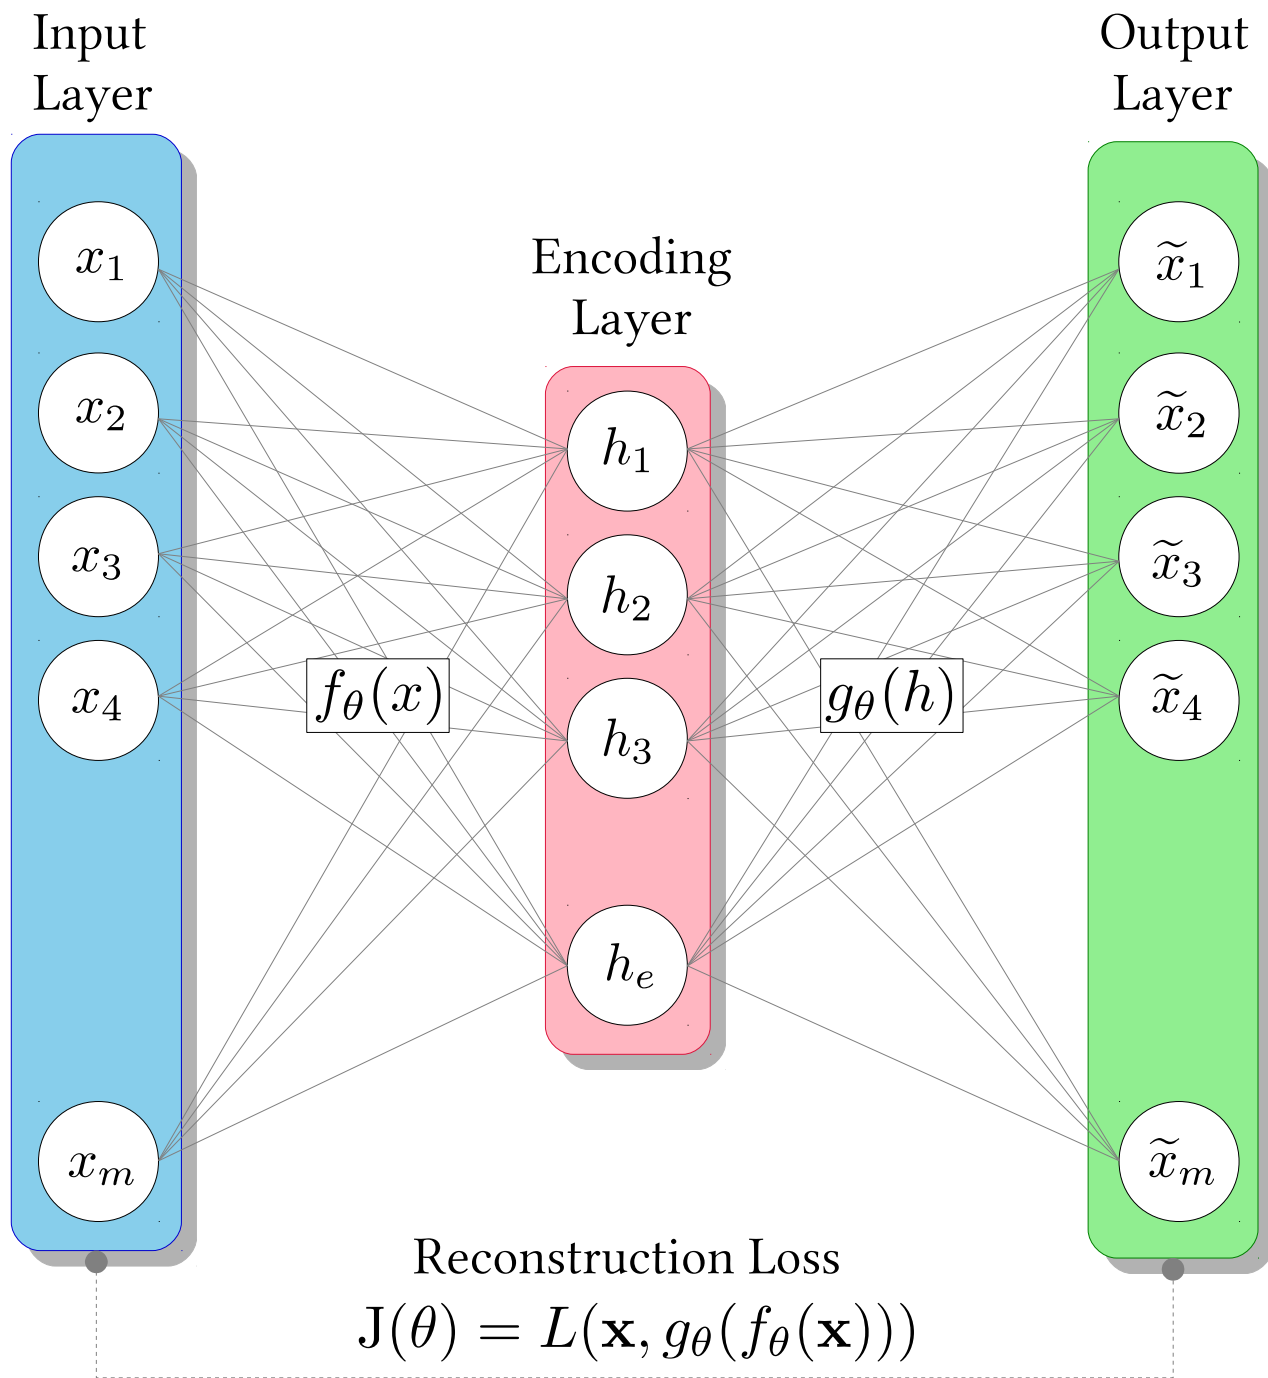 Input
Layer
x₁
x₂
x₃
x₄
xₘ
fθ(x)
Encoding
Layer
h₁
h₂
h₃
hₑ
gθ(h)
Output
Layer
x̃₁
x̃₂
x̃₃
x̃₄
x̃ₘ
Reconstruction Loss
J(θ) = L(x, gθ(fθ(x)))